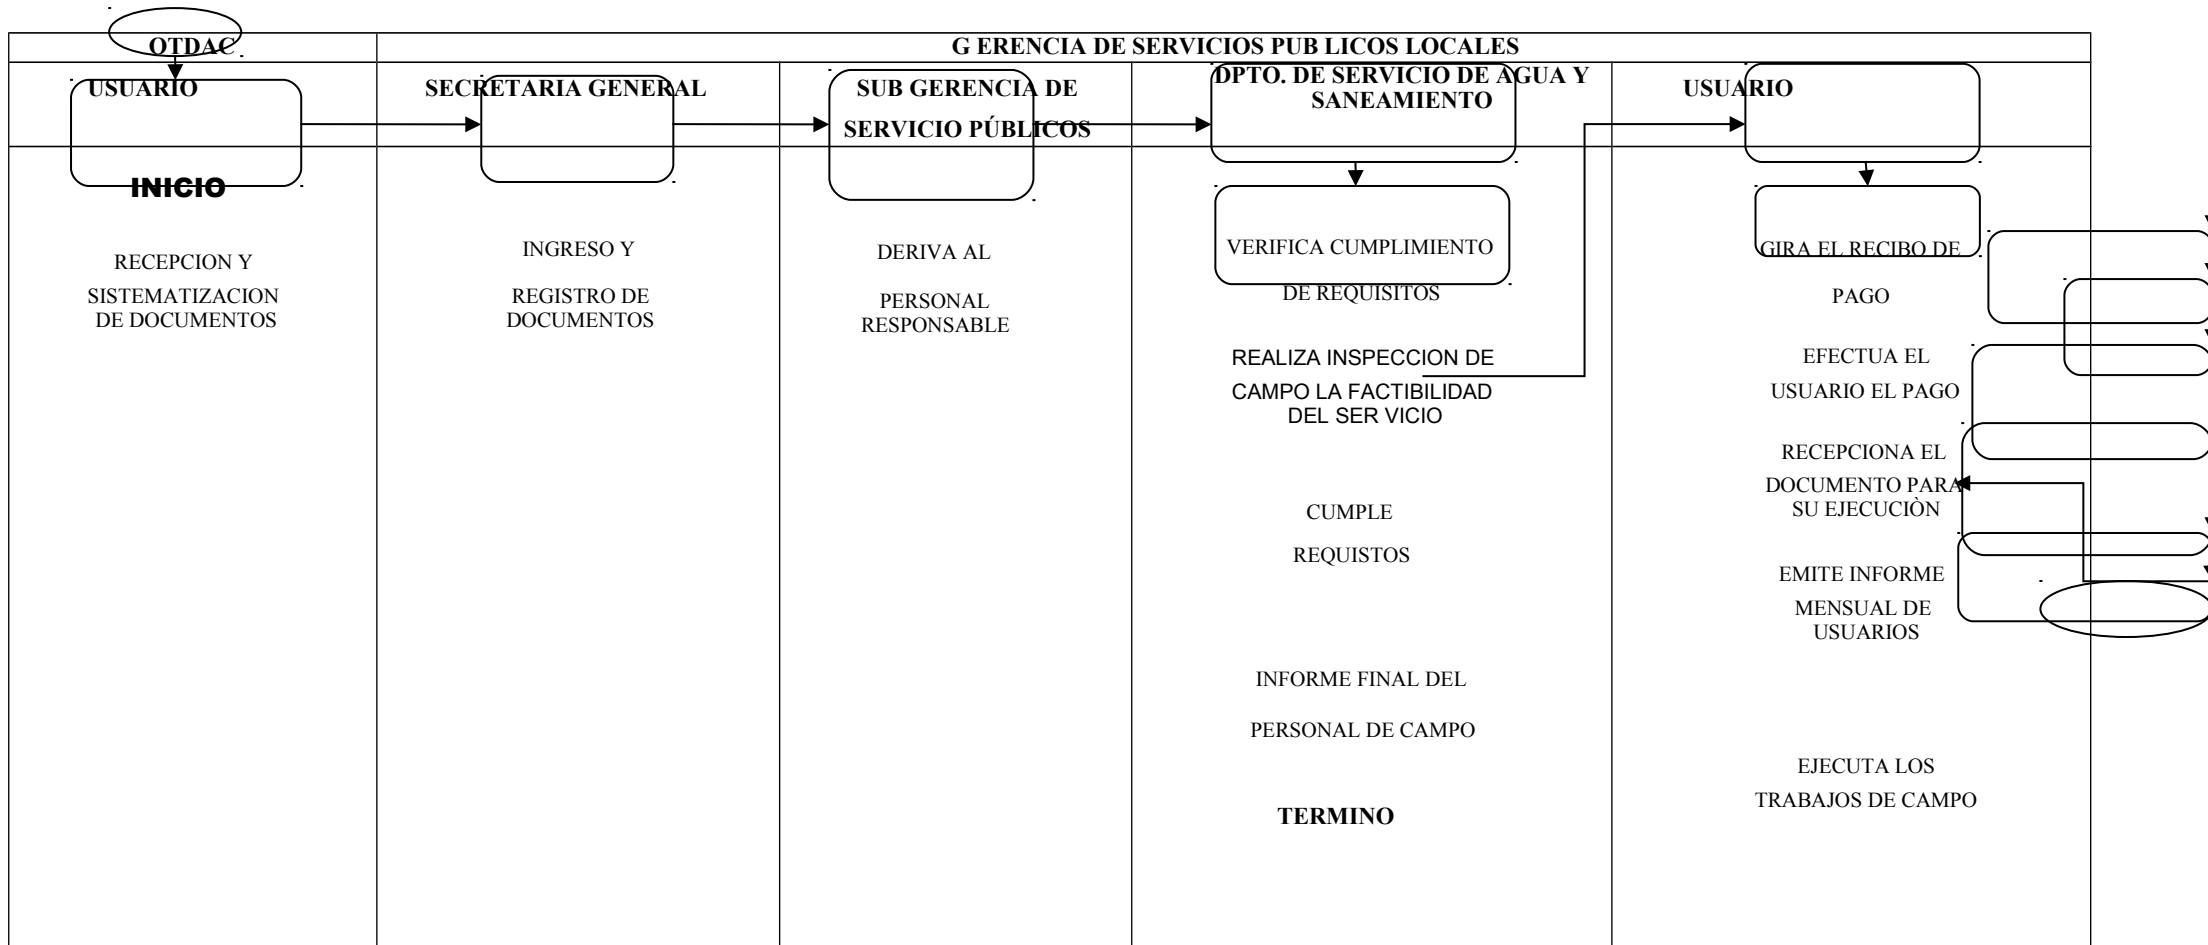 OTDAC
G ERENCIA DE SERVICIOS PUB LICOS LOCALES
USUARIO
SECRETARIA GENERAL
SUB GERENCIA DE
SERVICIO PÚBLICOS
DPTO. DE SERVICIO DE AGUA Y
SANEAMIENTO
USUARIO
INICIO
RECEPCION Y
SISTEMATIZACION
DE DOCUMENTOS
INGRESO Y
REGISTRO DE
DOCUMENTOS
DERIVA AL
PERSONAL
RESPONSABLE
VERIFICA CUMPLIMIENTO
DE REQUISITOS
REALIZA INSPECCION DE
CAMPO LA FACTIBILIDAD
DEL SER VICIO
CUMPLE
REQUISTOS
INFORME FINAL DEL
PERSONAL DE CAMPO
TERMINO
GIRA EL RECIBO DE
PAGO
EFECTUA EL
USUARIO EL PAGO
RECEPCIONA EL
DOCUMENTO PARA
SU EJECUCIÒN
EMITE INFORME
MENSUAL DE
USUARIOS
EJECUTA LOS
TRABAJOS DE CAMPO